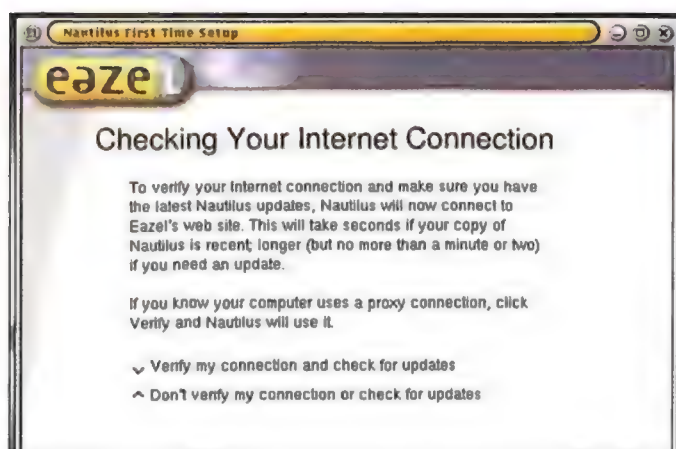 Nautilus First Time Setup
eazel
Checking Your Internet Connection
To verify your Internet connection and make sure you have
the latest Nautilus updates, Nautilus will now connect to
Eazel's web site. This will take seconds if your copy of
Nautilus is recent; longer (but no more than a minute or two)
if you need an update.
If you know your computer uses a proxy connection, click
Verify and Nautilus will use it.
Verify my connection and check for updates
Don't verify my connection or check for updates